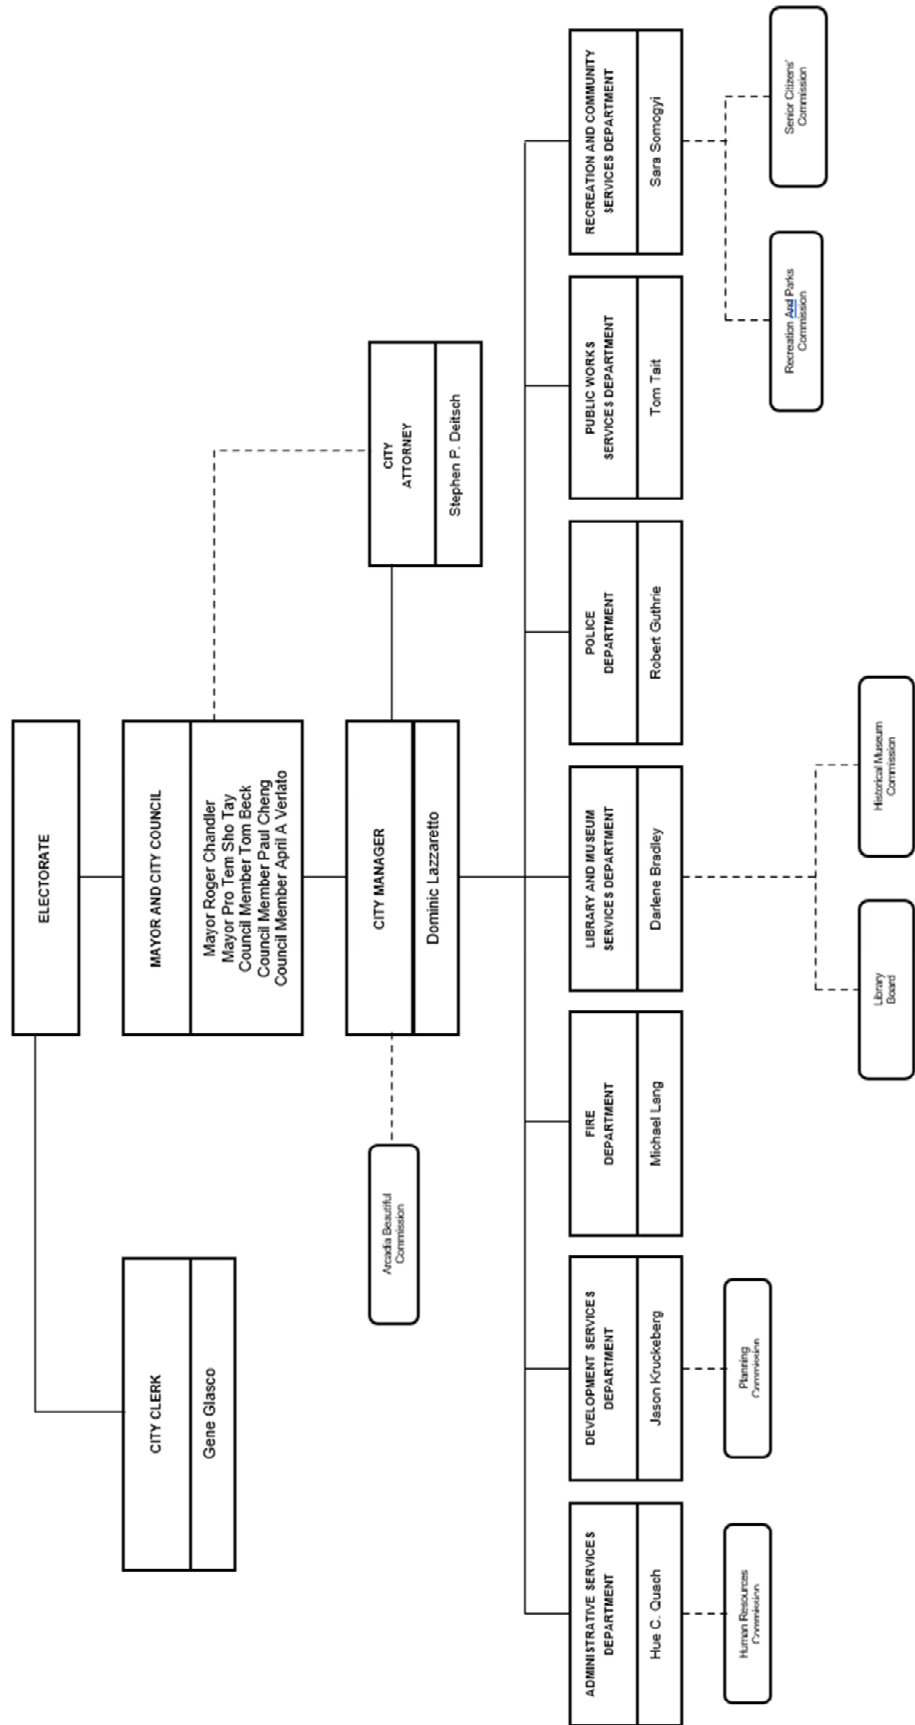 ELECTORATE
CITY CLERK
Gene Glasco
MAYOR AND CITY COUNCIL
Mayor Roger Chandler
Mayor Pro Tem Sho Tay
Council Member Tom Beck
Council Member Paul Cheng
Council Member April A Verlato
Arcadia Beautiful
Commission
CITY MANAGER
Dominic Lazzaretto
CITY
ATTORNEY
Stephen P. Deitsch
ADMINISTRATIVE SERVICES
DEPARTMENT
Hue C. Quach
DEVELOPMENT SERVICES
DEPARTMENT
Jason Kruckeberg
FIRE
DEPARTMENT
Michael Lang
LIBRARY AND MUSEUM
SERVICES DEPARTMENT
Darlene Bradley
POLICE
DEPARTMENT
Robert Guthrie
PUBLIC WORKS
SERVICES DEPARTMENT
Tom Tait
RECREATION AND COMMUNITY
SERVICES DEPARTMENT
Sara Somogyi
Human Resources
Commission
Planning
Commission
Library
Board
Historical Museum
Commission
Recreation And Parks
Commission
Senior Citizens'
Commission